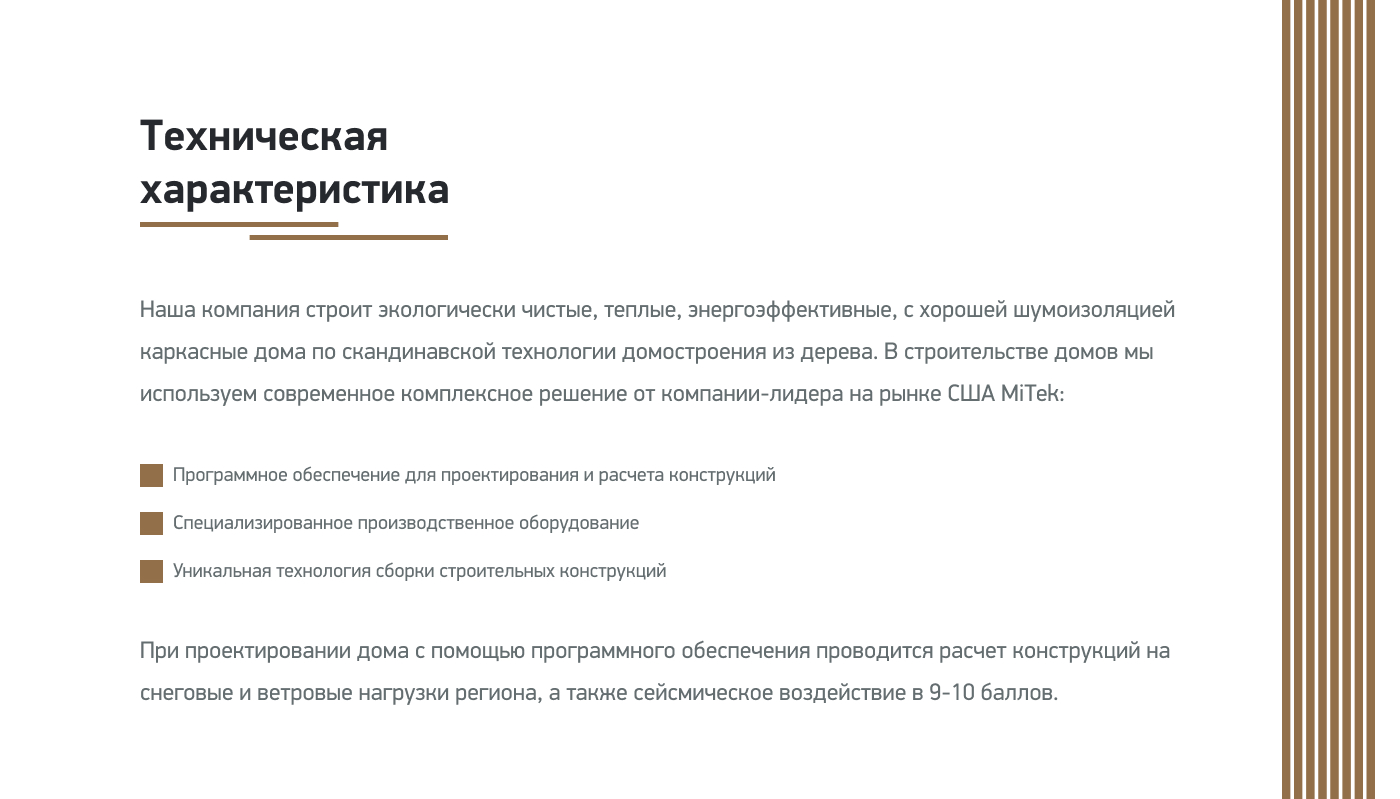 Техническая
характеристика
Наша компания строит экологически чистые, теплые, энергоэффективные, с хорошей шумоизоляцией
каркасные дома по скандинавской технологии домостроения из дерева. В строительстве домов мы
используем современное комплексное решение от компании-лидера на рынке США MiTek:
Программное обеспечение для проектирования и расчета конструкций
Специализированное производственное оборудование
Уникальная технология сборки строительных конструкций
При проектировании дома с помощью программного обеспечения проводится расчет конструкций на
снеговые и ветровые нагрузки региона, а также сейсмическое воздействие в 9-10 баллов.